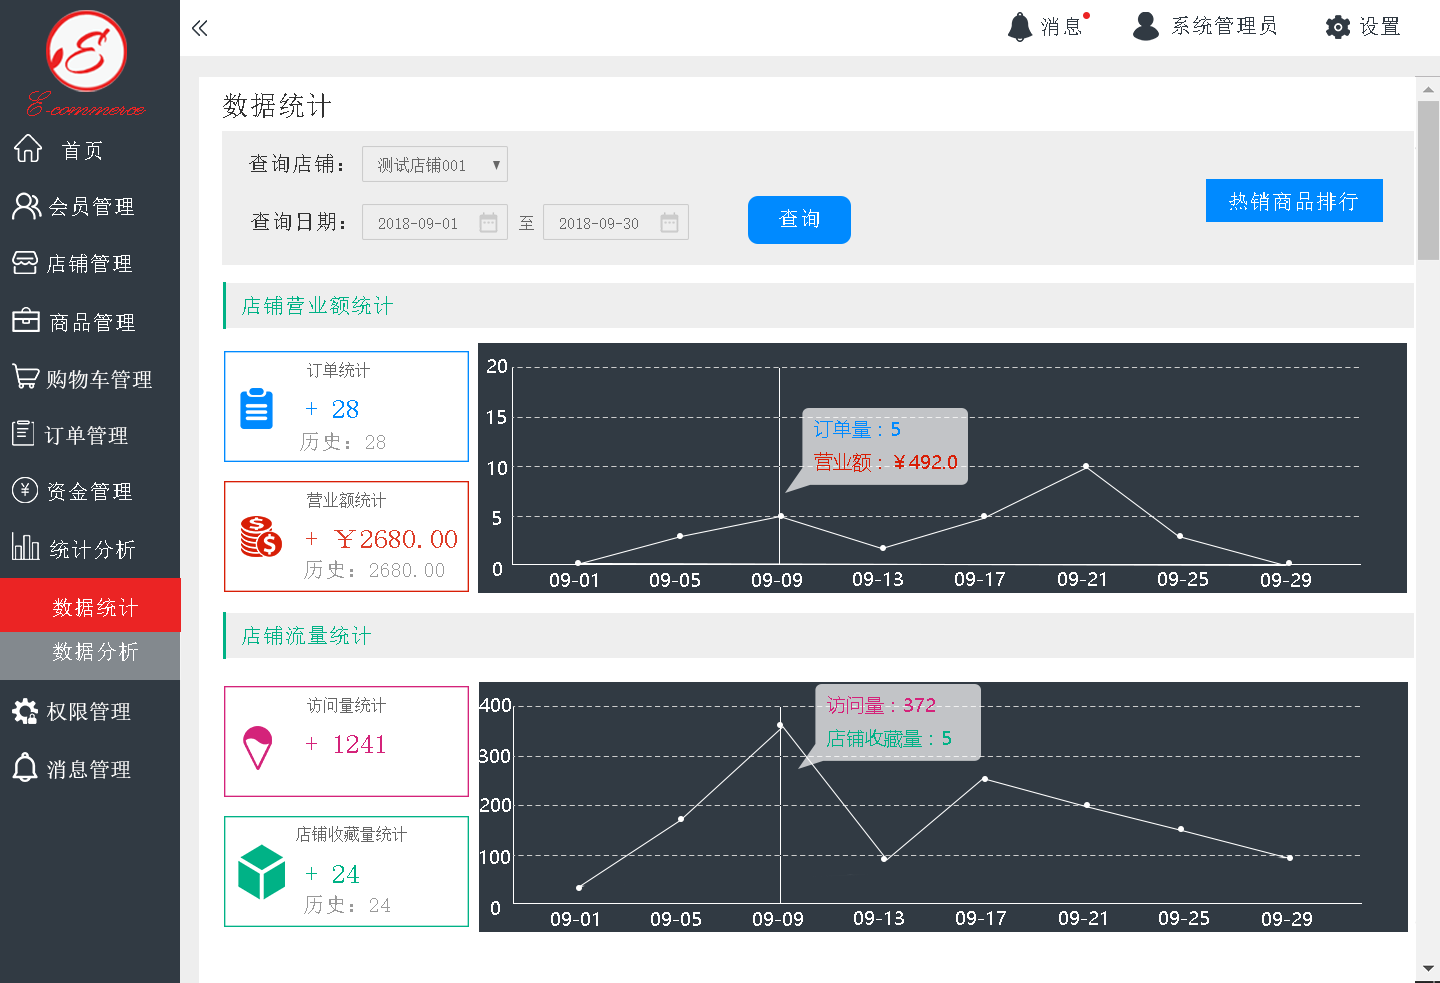 消息
系统管理员
设置
E-commerce
首页
会员管理
店铺管理
商品管理
购物车管理
订单管理
资金管理
统计分析
数据统计
数据分析
权限管理
消息管理
数据统计
查询店铺：
测试店铺001
查询日期：
2018-09-01
至
2018-09-30
查询
热销商品排行
店铺营业额统计
订单统计
+ 28
历史：28
营业额统计
+ ￥2680.00
历史：2680.00
20
15
10
5
0
订单量：5
营业额：￥492.0
09-01 09-05 09-09 09-13 09-17 09-21 09-25 09-29
店铺流量统计
访问量统计
+ 1241
店铺收藏量统计
+ 24
历史：24
400
300
200
100
0
访问量：372
店铺收藏量：5
09-01 09-05 09-09 09-13 09-17 09-21 09-25 09-29